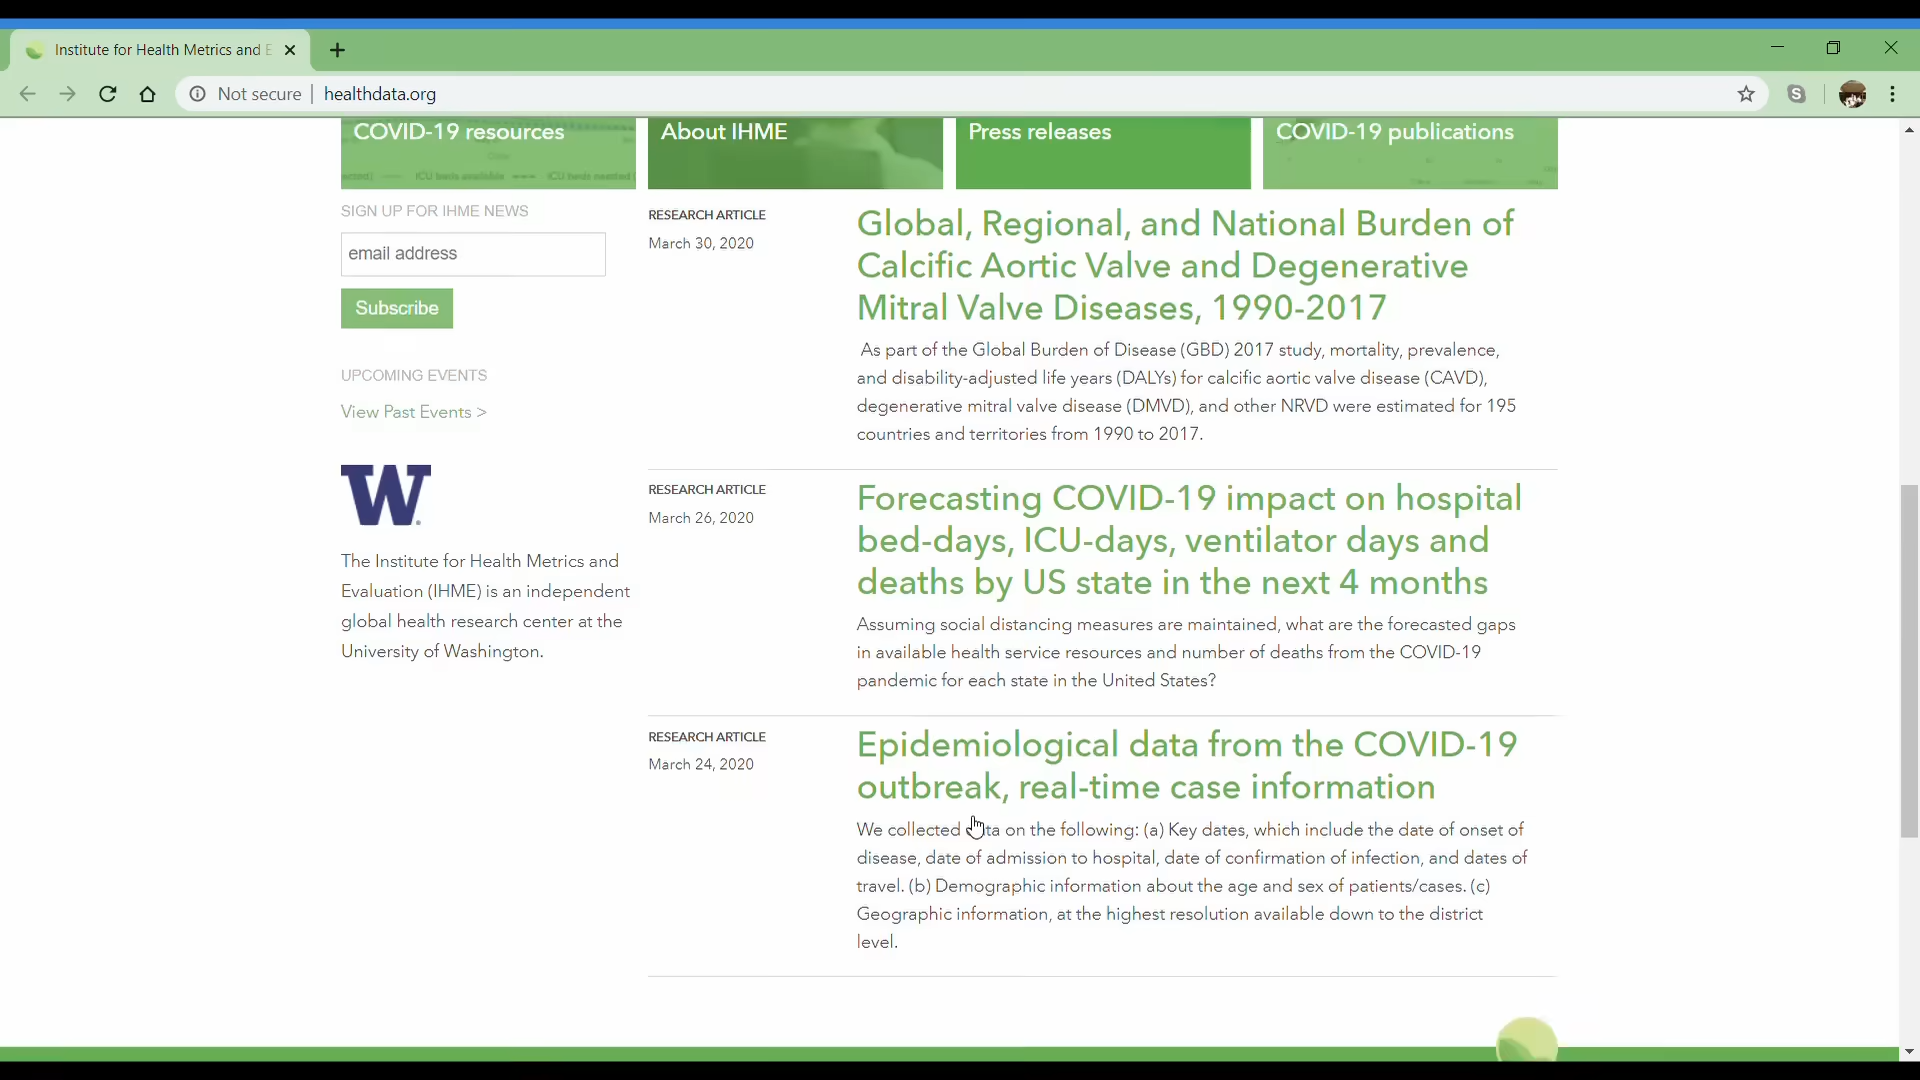 Institute for Health Metrics and E
Not secure | healthdata.org
S
COVID-19 resources
About IHME
Press releases
COVID-19 publications
ICU beds available
ICU beds needed
SIGN UP FOR IHME NEWS
email address
Subscribe
UPCOMING EVENTS
View Past Events >
W
The Institute for Health Metrics and
Evaluation (IHME) is an independent
global health research center at the
University of Washington.
RESEARCH ARTICLE
March 30, 2020
Global, Regional, and National Burden of
Calcific Aortic Valve and Degenerative
Mitral Valve Diseases, 1990-2017
As part of the Global Burden of Disease (GBD) 2017 study, mortality, prevalence,
and disability-adjusted life years (DALYs) for calcific aortic valve disease (CAVD),
degenerative mitral valve disease (DMVD), and other NRVD were estimated for 195
countries and territories from 1990 to 2017.
RESEARCH ARTICLE
March 26, 2020
Forecasting COVID-19 impact on hospital
bed-days, ICU-days, ventilator days and
deaths by US state in the next 4 months
Assuming social distancing measures are maintained, what are the forecasted gaps
in available health service resources and number of deaths from the COVID-19
pandemic for each state in the United States?
RESEARCH ARTICLE
March 24, 2020
Epidemiological data from the COVID-19
outbreak, real-time case information
We collected data on the following: (a) Key dates, which include the date of onset of
disease, date of admission to hospital, date of confirmation of infection, and dates of
travel. (b) Demographic information about the age and sex of patients/cases. (c)
Geographic information, at the highest resolution available down to the district
level.